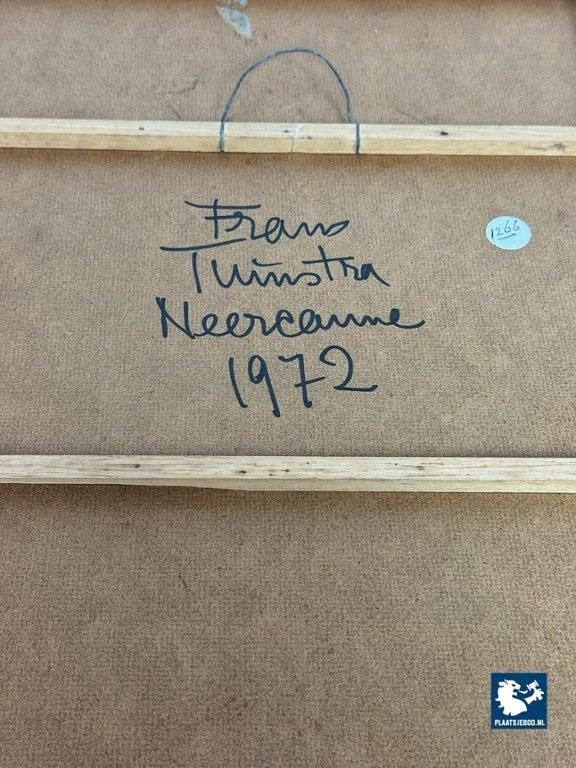 Frans
Tuinstra
Neercanne
1972
1266
PLAATSJEBOD.NL